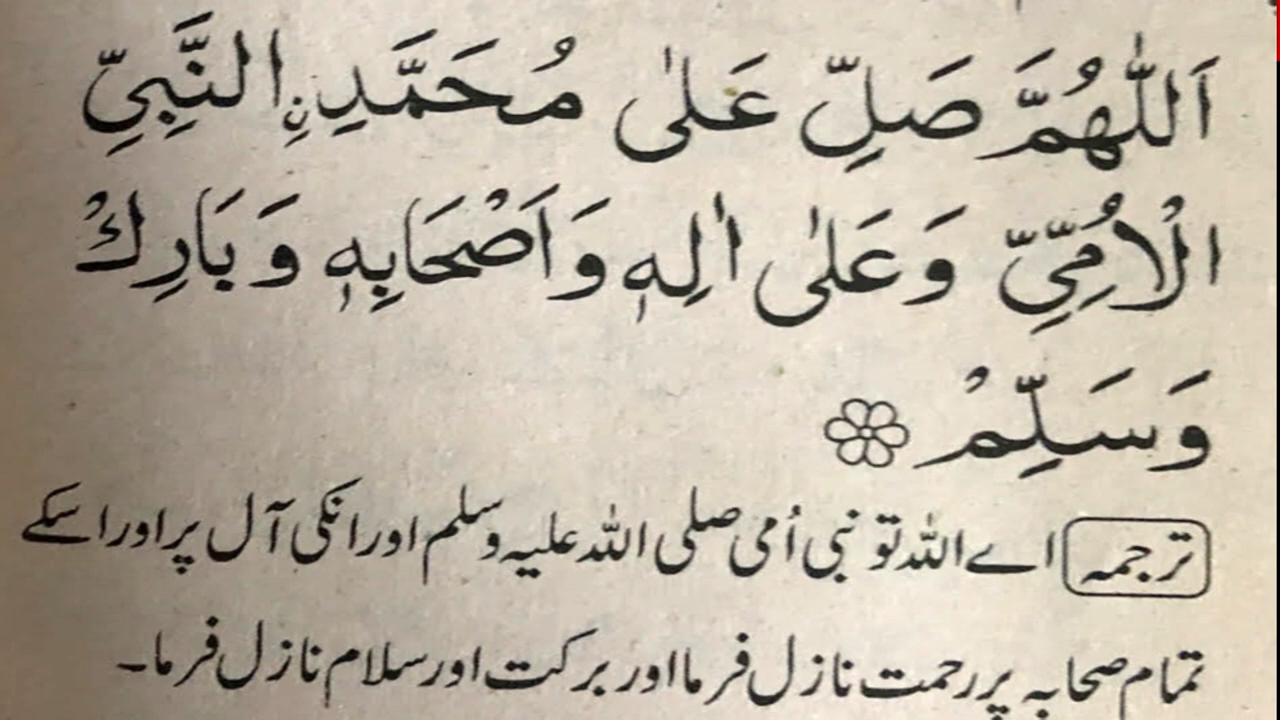 اَللّٰهُمَّ صَلِّ عَلٰى مُحَمَّدِ نِ النَّبِيِّ
الْاُمِّيِّ وَعَلٰى اٰلِهٖ وَاَصْحَابِهٖ وَبَارِكْ
وَسَلِّمْ
ترجمہ اے اللہ تو نبی اُمی صلی اللہ علیہ وسلم اور انکی آل پر اور اسکے
تمام صحابہ پر رحمت نازل فرما اور برکت اور سلام نازل فرما۔